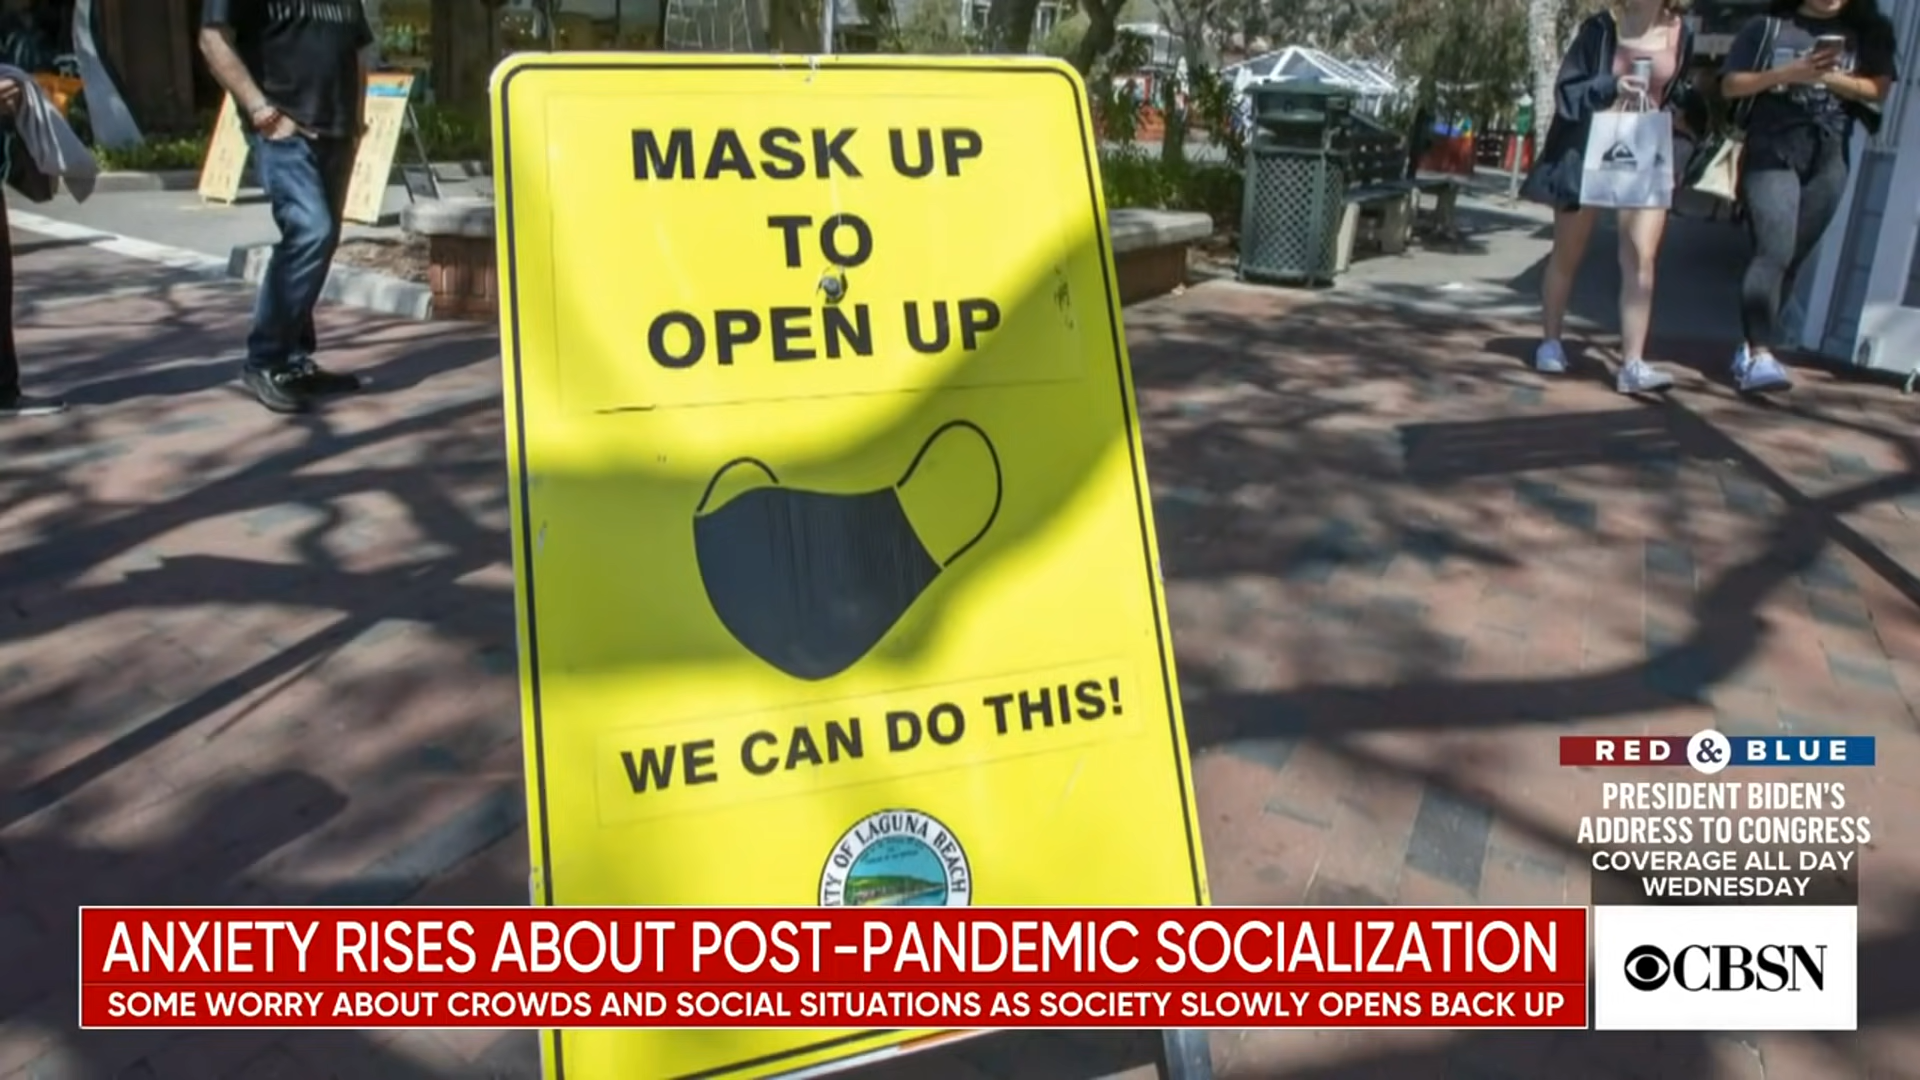 MASK UP
TO
OPEN UP
WE CAN DO THIS!
CITY OF LAGUNA BEACH
RED & BLUE
PRESIDENT BIDEN'S
ADDRESS TO CONGRESS
COVERAGE ALL DAY
WEDNESDAY
ANXIETY RISES ABOUT POST-PANDEMIC SOCIALIZATION
SOME WORRY ABOUT CROWDS AND SOCIAL SITUATIONS AS SOCIETY SLOWLY OPENS BACK UP
CBSN